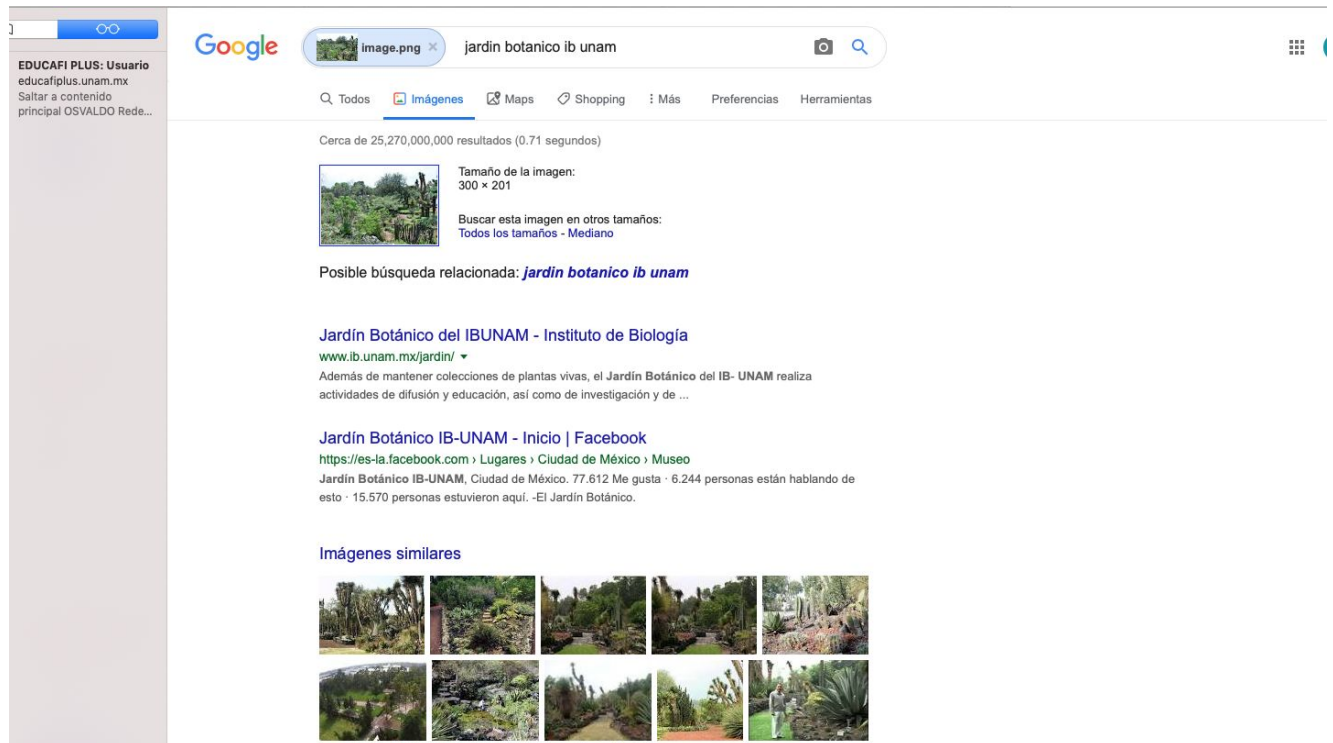 EDUCAFI PLUS: Usuario
educafiplus.unam.mx
Saltar a contenido
principal OSVALDO Rede...
Google
image.png × jardin botanico ib unam
Todos Imágenes Maps Shopping Más Preferencias Herramientas
Cerca de 25,270,000,000 resultados (0.71 segundos)
Tamaño de la imagen:
300 × 201
Buscar esta imagen en otros tamaños:
Todos los tamaños - Mediano
Posible búsqueda relacionada: jardin botanico ib unam
Jardín Botánico del IBUNAM - Instituto de Biología
www.ib.unam.mx/jardin/
Además de mantener colecciones de plantas vivas, el Jardín Botánico del IB- UNAM realiza
actividades de difusión y educación, así como de investigación y de ...
Jardín Botánico IB-UNAM - Inicio | Facebook
https://es-la.facebook.com › Lugares › Ciudad de México › Museo
Jardín Botánico IB-UNAM, Ciudad de México. 77.612 Me gusta · 6.244 personas están hablando de
esto · 15.570 personas estuvieron aquí. -El Jardín Botánico.
Imágenes similares